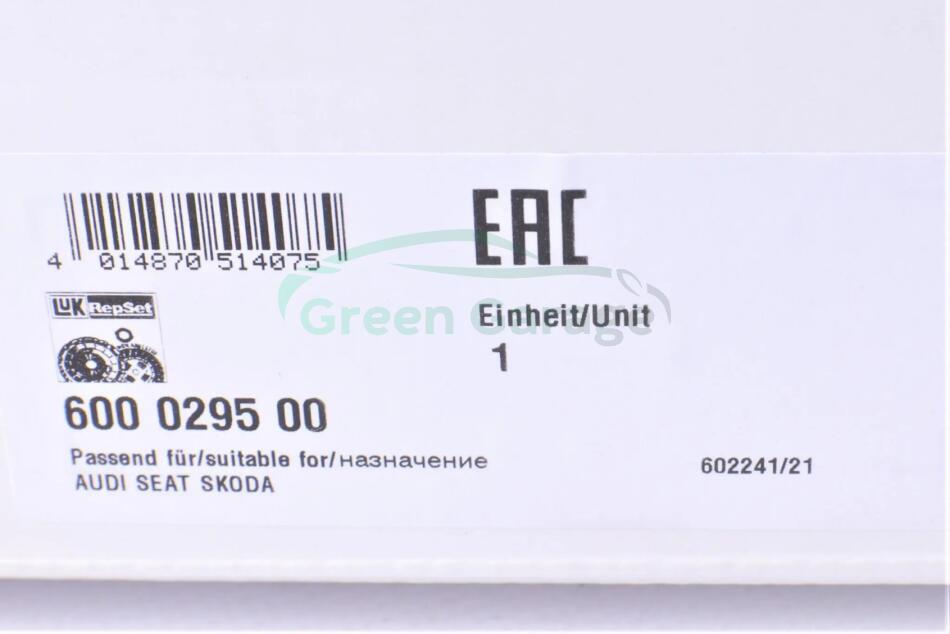 EAC
4 014870 514075
Green Garage
LUK RepSet
Einheit/Unit
1
600 0295 00
Passend für/suitable for/назначение
AUDI SEAT SKODA
602241/21